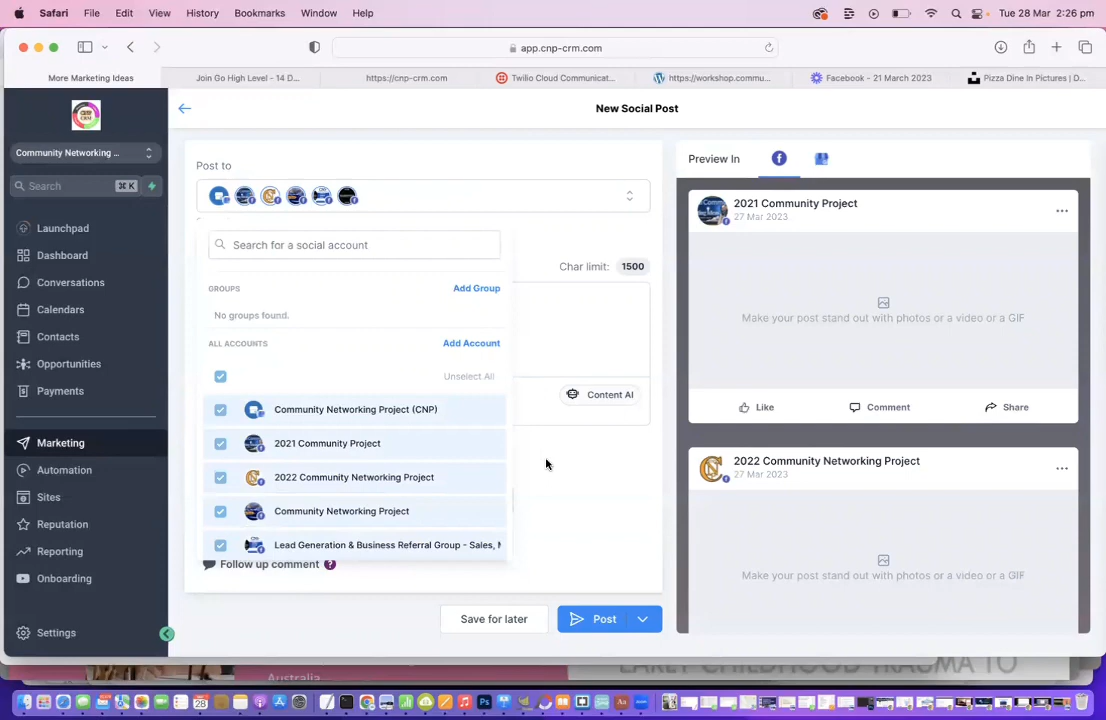 Safari File Edit View History Bookmarks Window Help Tue 28 Mar 2:26 pm
app.cnp-crm.com
More Marketing Ideas Join Go High Level - 14 D... https://cnp-crm.com Twilio Cloud Communicat... https://workshop.commu... Facebook - 21 March 2023 Pizza Dine In Pictures | D...
New Social Post
Community Networking ...
Search ⌘ K
Launchpad
Dashboard
Conversations
Calendars
Contacts
Opportunities
Payments
Marketing
Automation
Sites
Reputation
Reporting
Onboarding
Settings
Post to
Search for a social account
Char limit: 1500
GROUPS Add Group
No groups found.
ALL ACCOUNTS Add Account
Unselect All
Content AI
Community Networking Project (CNP)
2021 Community Project
2022 Community Networking Project
Community Networking Project
Lead Generation & Business Referral Group - Sales,
Follow up comment ?
Save for later Post
Preview In
2021 Community Project
27 Mar 2023
Make your post stand out with photos or a video or a GIF
Like Comment Share
2022 Community Networking Project
27 Mar 2023
Make your post stand out with photos or a video or a GIF
Australia
EARLY CHILDHOOD TRAUMA TO